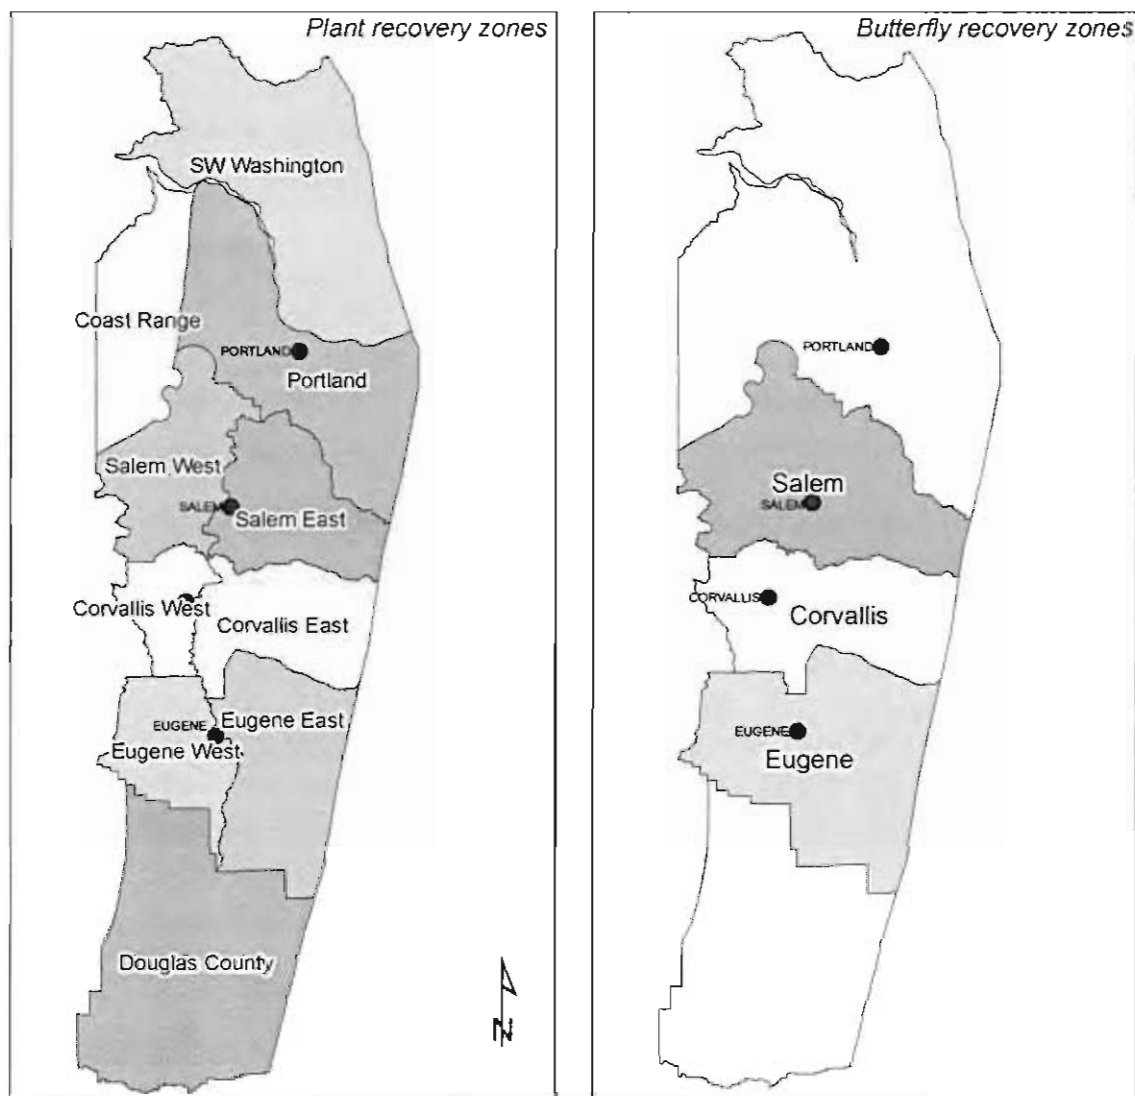 Plant recovery zones
SW Washington
Coast Range
PORTLAND
Portland
Salem West
SALEM
Salem East
Corvallis West
Corvallis East
Eugene East
EUGENE
Eugene West
Douglas County
N
Butterfly recovery zones
PORTLAND
Salem
SALEM
CORVALLIS
Corvallis
EUGENE
Eugene